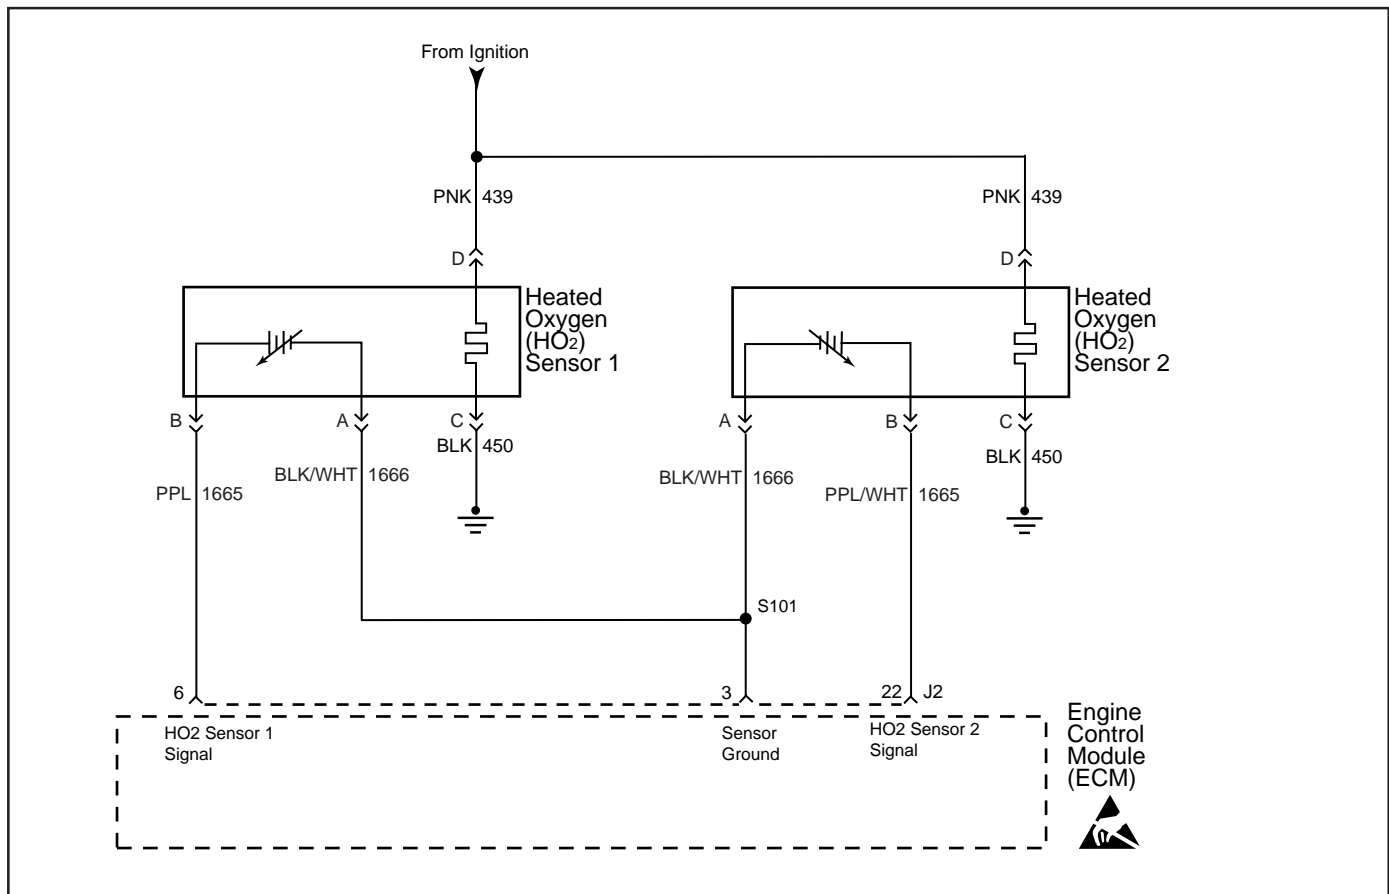 From Ignition
PNK 439
PNK 439
D
D
Heated
Oxygen
(HO2)
Sensor 1
Heated
Oxygen
(HO2)
Sensor 2
B
A
C
A
B
C
BLK 450
BLK 450
BLK/WHT 1666
BLK/WHT 1666
PPL 1665
PPL/WHT 1665
S101
6
3
22 J2
HO2 Sensor 1
Signal
Sensor
Ground
HO2 Sensor 2
Signal
Engine
Control
Module
(ECM)